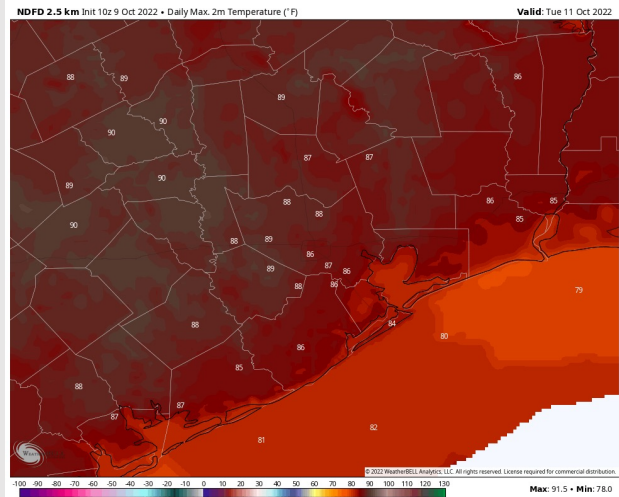 NDFD 2.5 km Init 10z 9 Oct 2022 • Daily Max. 2m Temperature (°F)
Valid: Tue 11 Oct 2022
88 89 86
89
90 90
87 87
89 90
88 86 85
90 88 85
88 89
86
89 87 86
88 86
79
88 84
80
86
85
88
87 87
82
81
© 2022 WeatherBELL Analytics, LLC. All rights reserved. License required for commercial distribution.
-100 -90 -80 -70 -60 -50 -40 -30 -20 -10 0 10 20 30 40 50 60 70 80 90 100 110 120 130
Max: 91.5 • Min: 78.0